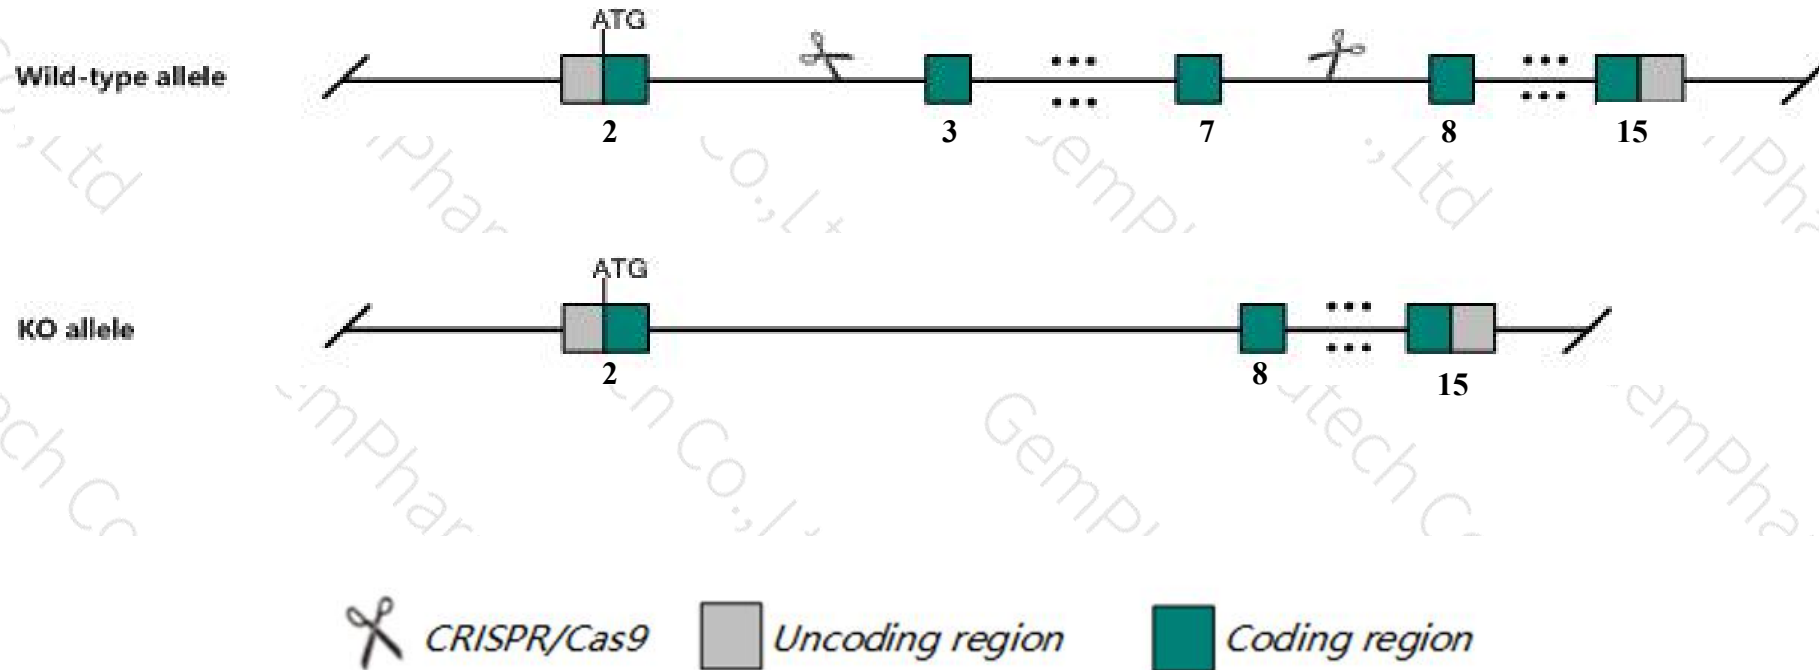 ATG
Wild-type allele
2 3 7 8 15
ATG
KO allele
2 8 15
CRISPR/Cas9 Uncoding region Coding region